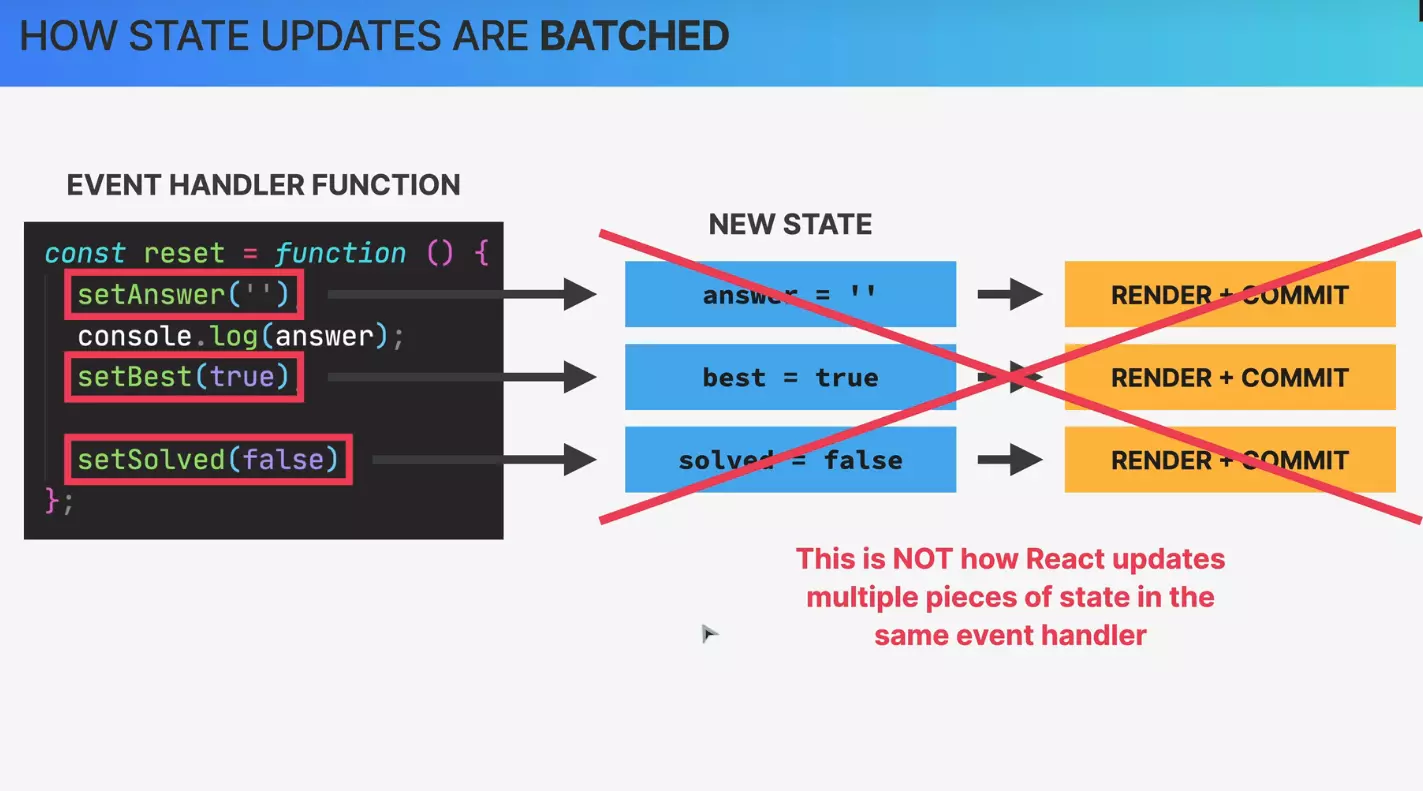 HOW STATE UPDATES ARE BATCHED
EVENT HANDLER FUNCTION
const reset = function () {
setAnswer('')
console.log(answer);
setBest(true)
setSolved(false)
};
NEW STATE
answer = ''
RENDER + COMMIT
best = true
RENDER + COMMIT
solved = false
RENDER + COMMIT
This is NOT how React updates
multiple pieces of state in the
same event handler